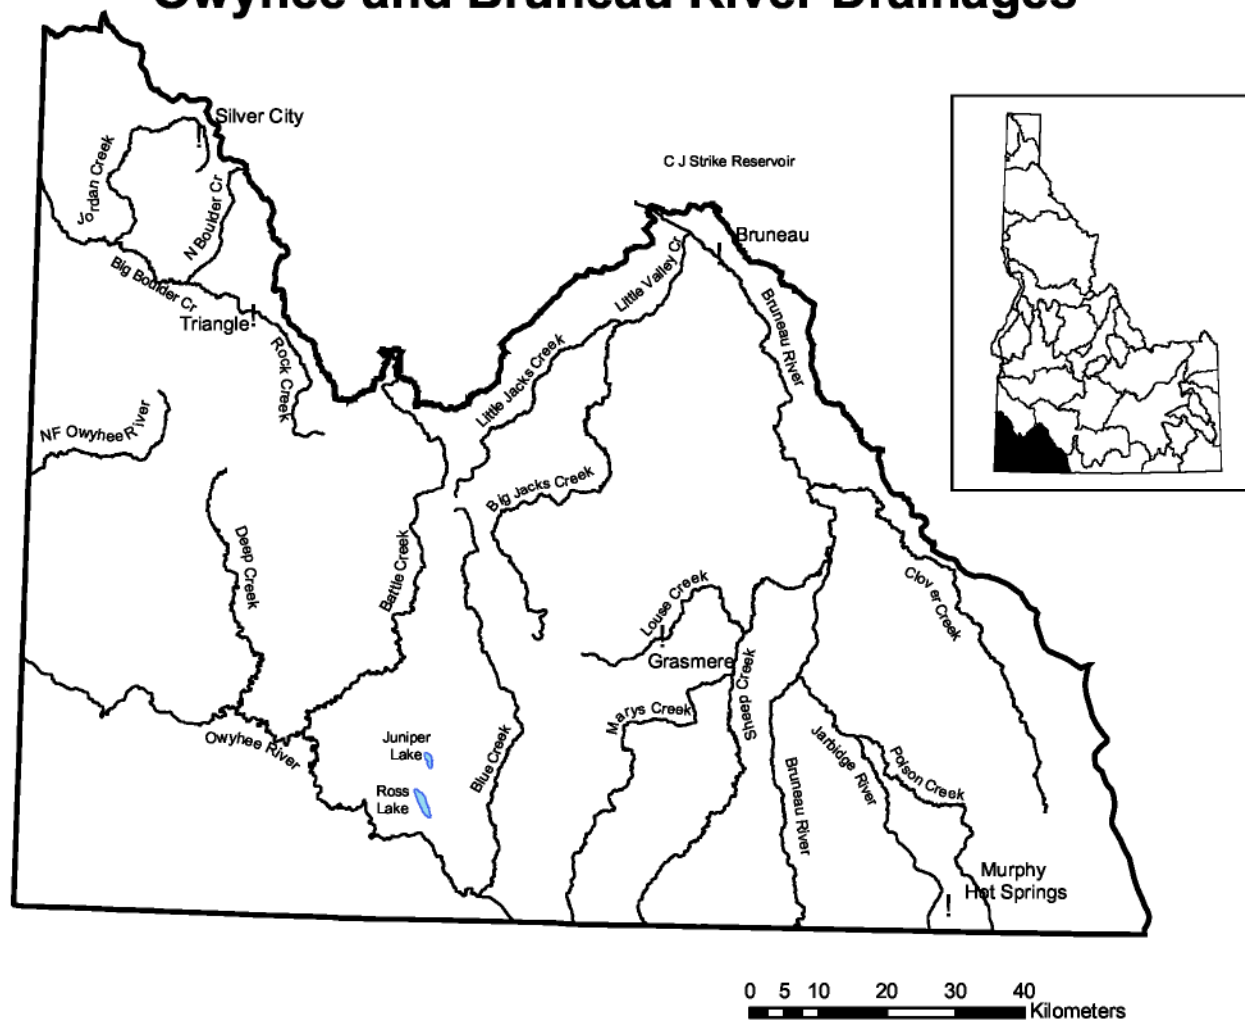 Owyhee and Bruneau River Drainages
Silver City
C J Strike Reservoir
Jordan Creek
N Boulder Cr
Bruneau
Little Valley Cr
Big Boulder Cr
Triangle
Bruneau River
Rock Creek
Little Jacks Creek
NF Owyhee River
Big Jacks Creek
Deep Creek
Battle Creek
Clover Creek
Louse Creek
Grasmere
Sheep Creek
Marys Creek
Owyhee River
Juniper
Lake
Blue Creek
Jarbidge River
Poison Creek
Ross
Lake
Bruneau River
Murphy
Hot Springs
0 5 10 20 30 40
Kilometers